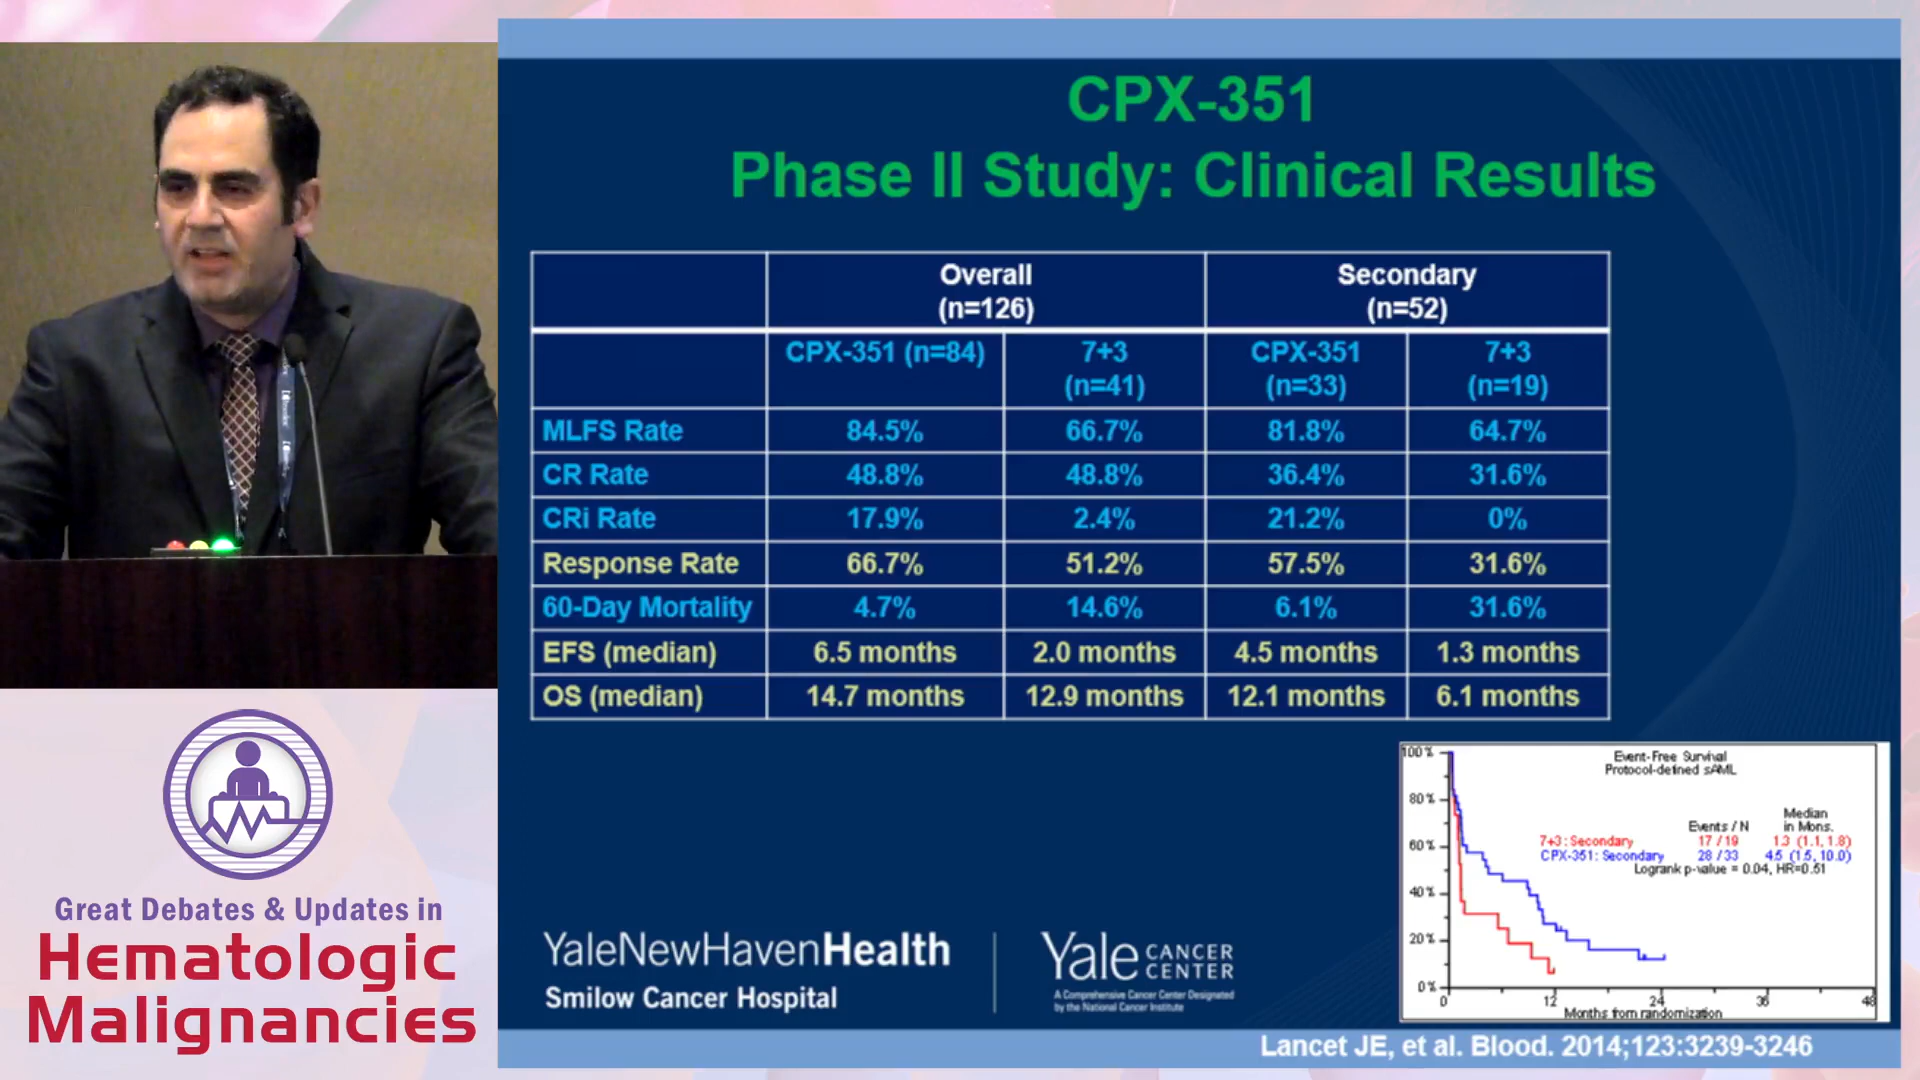 CPX-351
Phase II Study: Clinical Results
Overall (n=126) Secondary (n=52)
CPX-351 (n=84) 7+3 (n=41) CPX-351 (n=33) 7+3 (n=19)
MLFS Rate 84.5% 66.7% 81.8% 64.7%
CR Rate 48.8% 48.8% 36.4% 31.6%
CRi Rate 17.9% 2.4% 21.2% 0%
Response Rate 66.7% 51.2% 57.5% 31.6%
60-Day Mortality 4.7% 14.6% 6.1% 31.6%
EFS (median) 6.5 months 2.0 months 4.5 months 1.3 months
OS (median) 14.7 months 12.9 months 12.1 months 6.1 months
Event-Free Survival
Protocol-defined sAML
Median
Events / N in Mons.
7+3: Secondary 17 / 19 1.3 (1.1, 1.8)
CPX-351: Secondary 28 / 33 4.5 (1.5, 10.0)
Logrank p-value = 0.04, HR=0.51
100%
80%
60%
40%
20%
0%
0 12 24 36 48
Months from randomization
YaleNewHavenHealth
Smilow Cancer Hospital
Yale CANCER CENTER
A Comprehensive Cancer Center Designated
by the National Cancer Institute
Lancet JE, et al. Blood. 2014;123:3239-3246
Great Debates & Updates in
Hematologic
Malignancies